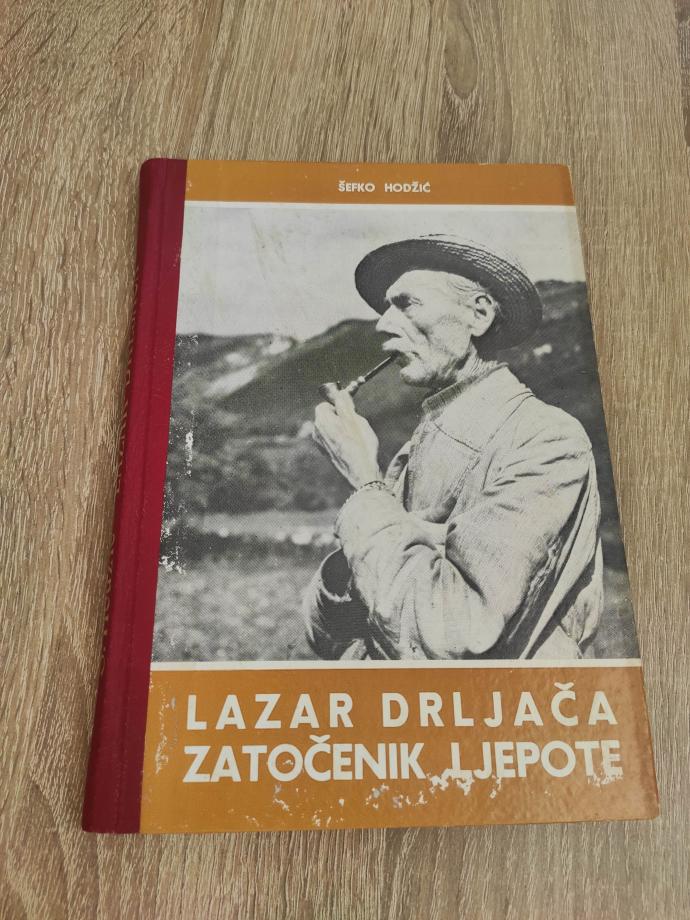 ŠEFKO HODŽIĆ
LAZAR DRLJAČA
ZATOČENIK LJEPOTE